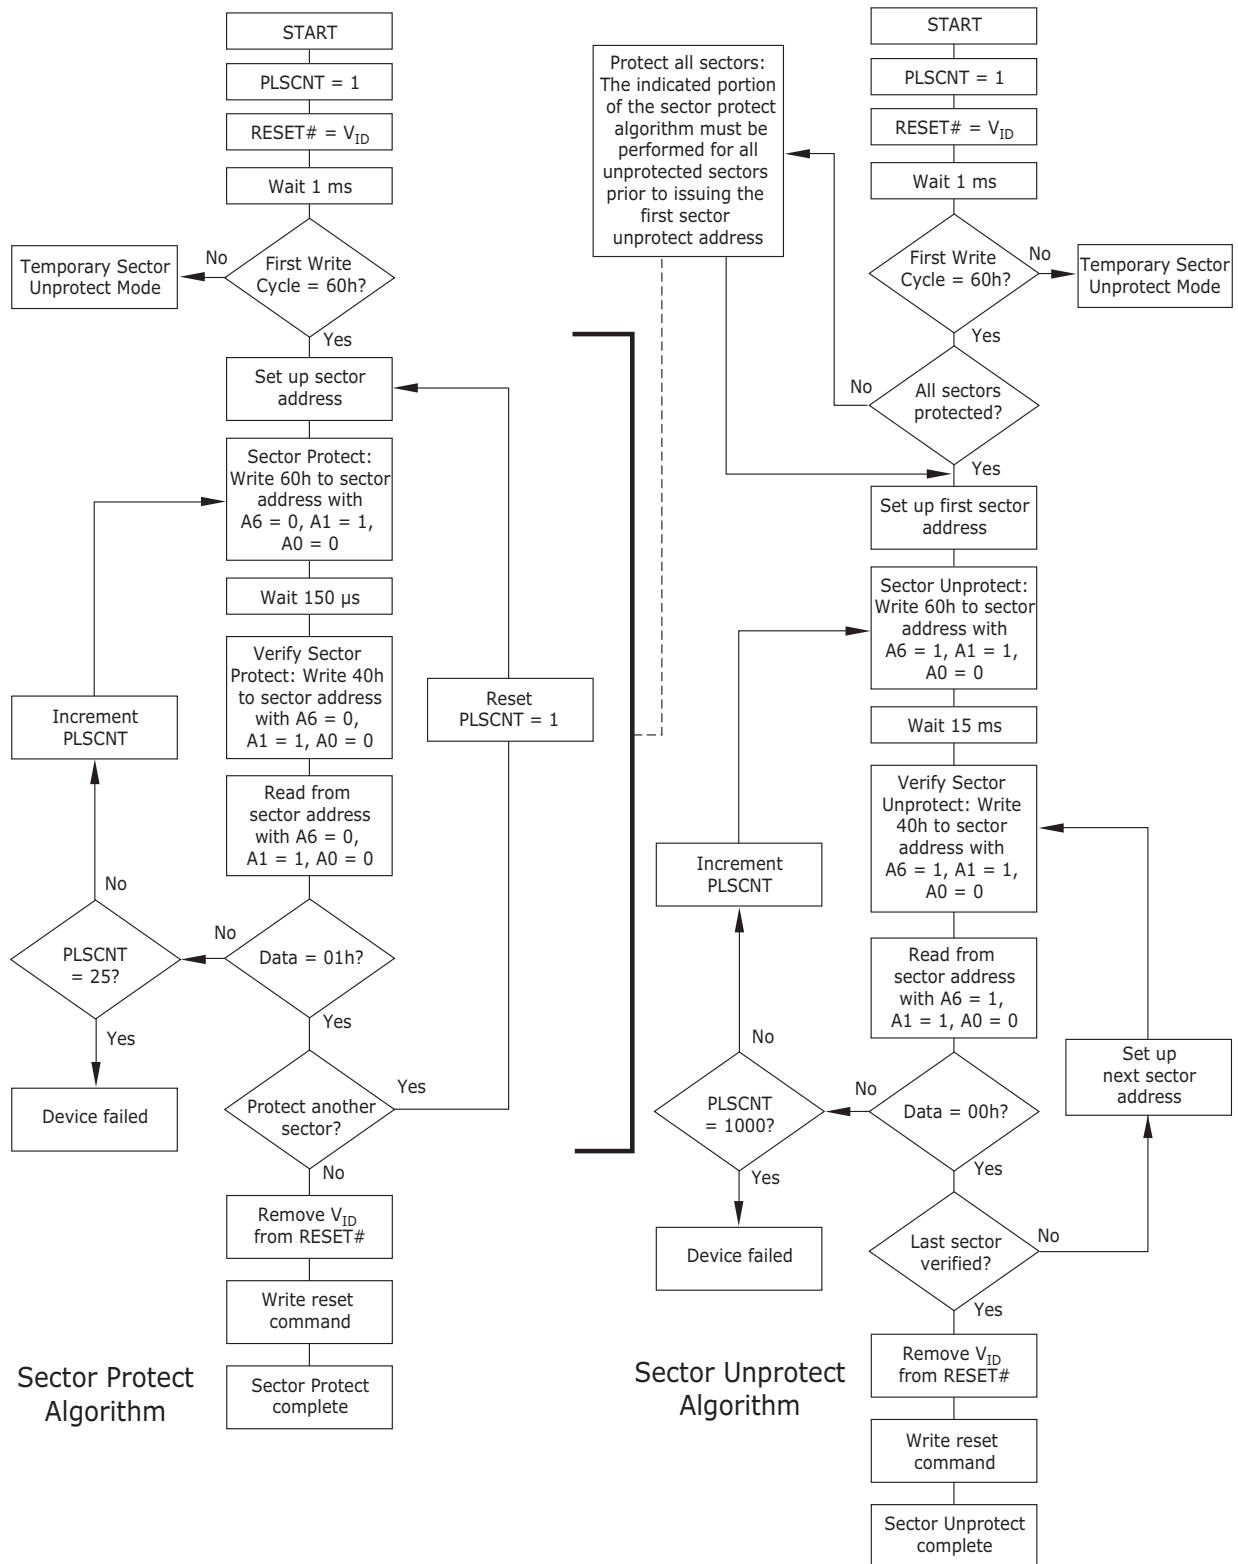 START
PLSCNT = 1
RESET# = VID
Wait 1 ms
First Write
Cycle = 60h?
No
Temporary Sector
Unprotect Mode
Yes
Set up sector
address
Sector Protect:
Write 60h to sector
address with
A6 = 0, A1 = 1,
A0 = 0
Wait 150 µs
Verify Sector
Protect: Write 40h
to sector address
with A6 = 0,
A1 = 1, A0 = 0
Increment
PLSCNT
Reset
PLSCNT = 1
Read from
sector address
with A6 = 0,
A1 = 1, A0 = 0
No
PLSCNT
= 25?
No
Data = 01h?
Yes
Yes
Device failed
Protect another
sector?
Yes
No
Remove VID
from RESET#
Write reset
command
Sector Protect
complete
Sector Protect
Algorithm
Protect all sectors:
The indicated portion
of the sector protect
algorithm must be
performed for all
unprotected sectors
prior to issuing the
first sector
unprotect address
START
PLSCNT = 1
RESET# = VID
Wait 1 ms
First Write
Cycle = 60h?
No
Temporary Sector
Unprotect Mode
Yes
No
All sectors
protected?
Yes
Set up first sector
address
Sector Unprotect:
Write 60h to sector
address with
A6 = 1, A1 = 1,
A0 = 0
Wait 15 ms
Verify Sector
Unprotect: Write
40h to sector
address with
A6 = 1, A1 = 1,
A0 = 0
Increment
PLSCNT
Read from
sector address
with A6 = 1,
A1 = 1, A0 = 0
No
PLSCNT
= 1000?
No
Data = 00h?
Set up
next sector
address
Yes
Yes
Device failed
Last sector
verified?
No
Yes
Remove VID
from RESET#
Write reset
command
Sector Unprotect
complete
Sector Unprotect
Algorithm